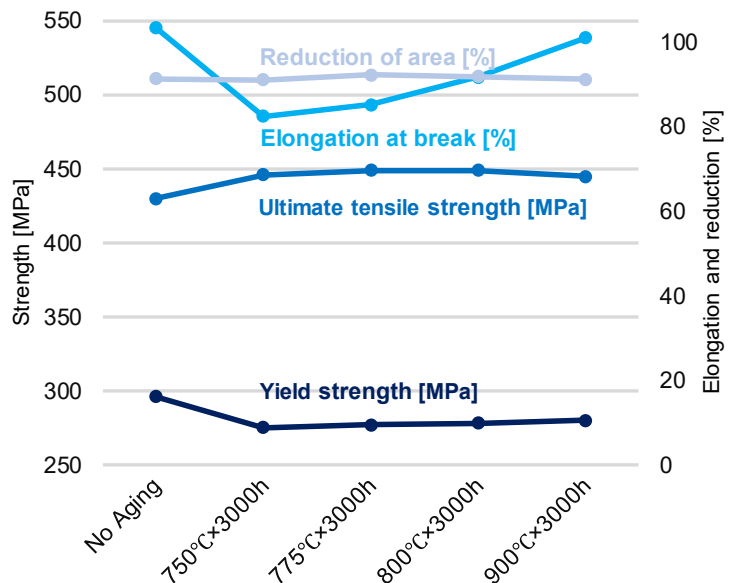 550
500
450
400
350
300
250
Strength [MPa]
100
80
60
40
20
0
Elongation and reduction [%]
Reduction of area [%]
Elongation at break [%]
Ultimate tensile strength [MPa]
Yield strength [MPa]
No Aging
750℃×3000h
775℃×3000h
800℃×3000h
900℃×3000h